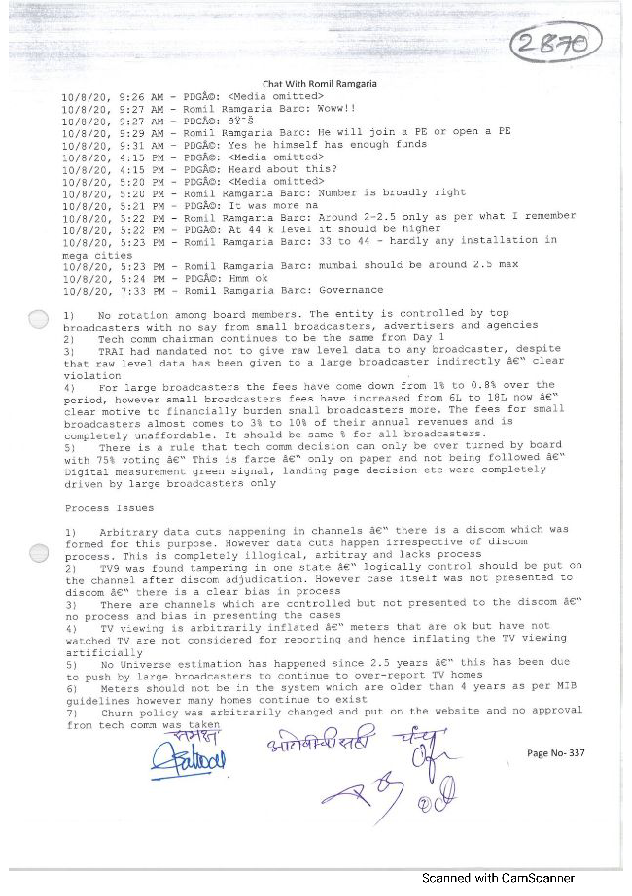 2870
Chat With Romil Ramgaria
10/8/20, 9:26 AM - PDGÂ©: <Media omitted>
10/8/20, 9:27 AM - Romil Ramgaria Barc: Woww!!
10/8/20, 9:27 AM - PDGÂ©: ðŸ˜Š
10/8/20, 9:29 AM - Romil Ramgaria Barc: He will join a PE or open a PE
10/8/20, 9:31 AM - PDGÂ©: Yes he himself has enough funds
10/8/20, 4:15 PM - PDGÂ©: <Media omitted>
10/8/20, 4:15 PM - PDGÂ©: Heard about this?
10/8/20, 5:20 PM - PDGÂ©: <Media omitted>
10/8/20, 5:20 PM - Romil Ramgaria Barc: Number is broadly right
10/8/20, 5:21 PM - PDGÂ©: It was more na
10/8/20, 5:22 PM - Romil Ramgaria Barc: Around 2-2.5 only as per what I remember
10/8/20, 5:22 PM - PDGÂ©: At 44 k level it should be higher
10/8/20, 5:23 PM - Romil Ramgaria Barc: 33 to 44 - hardly any installation in
mega cities
10/8/20, 5:23 PM - Romil Ramgaria Barc: mumbai should be around 2.5 max
10/8/20, 5:24 PM - PDGÂ©: Hmm ok
10/8/20, 7:33 PM - Romil Ramgaria Barc: Governance
1) No rotation among board members. The entity is controlled by top
broadcasters with no say from small broadcasters, advertisers and agencies
2) Tech comm chairman continues to be the same from Day 1
3) TRAI had mandated not to give raw level data to any broadcaster, despite
that raw level data has been given to a large broadcaster indirectly â€“ clear
violation
4) For large broadcasters the fees have come down from 1% to 0.8% over the
period, however small broadcasters fees have increased from 6L to 18L now â€“
clear motive to financially burden small broadcasters more. The fees for small
broadcasters almost comes to 3% to 10% of their annual revenues and is
completely unaffordable. It should be same % for all broadcasters.
5) There is a rule that tech comm decision can only be over turned by board
with 75% voting â€“ This is farce â€“ only on paper and not being followed â€“
Digital measurement green signal, landing page decision etc were completely
driven by large broadcasters only
Process Issues
1) Arbitrary data cuts happening in channels â€“ there is a discom which was
formed for this purpose. However data cuts happen irrespective of discom
process. This is completely illogical, arbitray and lacks process
2) TV9 was found tampering in one state â€“ logically control should be put on
the channel after discom adjudication. However case itself was not presented to
discom â€“ there is a clear bias in process
3) There are channels which are controlled but not presented to the discom â€“
no process and bias in presenting the cases
4) TV viewing is arbitrarily inflated â€“ meters that are ok but have not
watched TV are not considered for reporting and hence inflating the TV viewing
artificially
5) No Universe estimation has happened since 2.5 years â€“ this has been due
to push by large broadcasters to continue to over-report TV homes
6) Meters should not be in the system which are older than 4 years as per MIB
guidelines however many homes continue to exist
7) Churn policy was arbitrarily changed and put on the website and no approval
from tech comm was taken
समक्ष
पंच
Page No- 337
Scanned with CamScanner